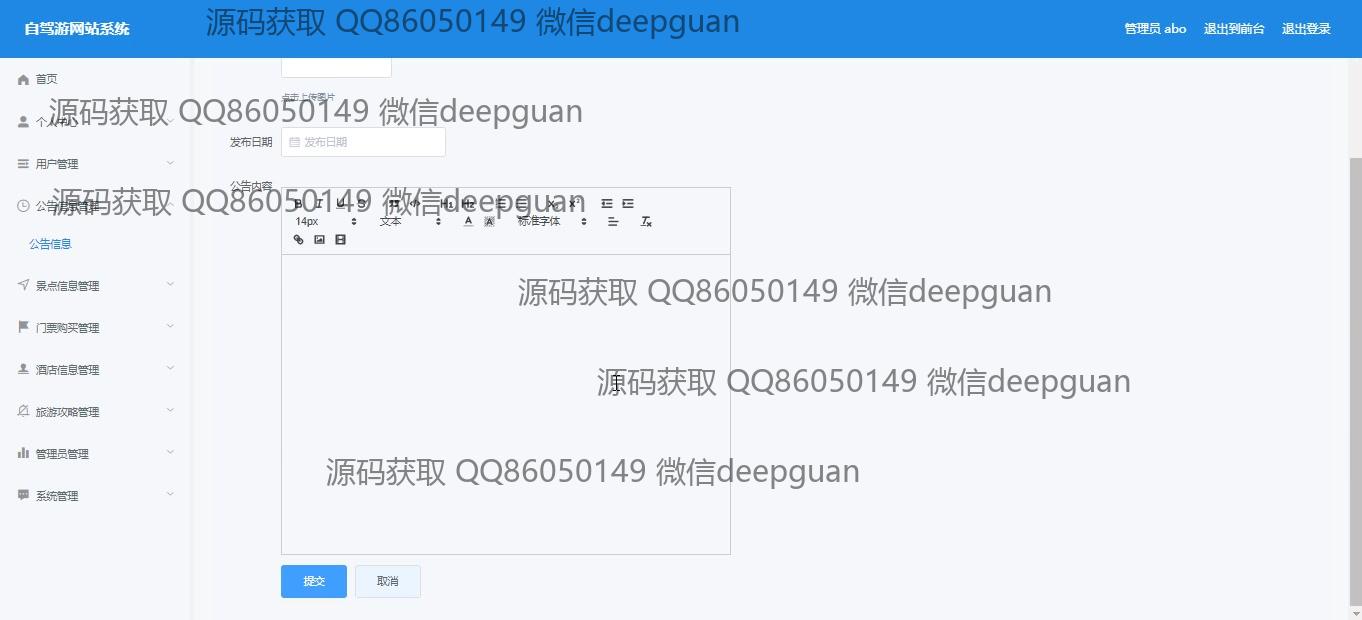 自驾游网站系统
源码获取 QQ86050149 微信deepguan
管理员 abo 退出到前台 退出登录
首页
点击上传图片
源码获取 QQ86050149 微信deepguan
个人中心
发布日期 发布日期
用户管理
公告内容
源码获取 QQ86050149 微信deepguan
公告信息管理
14px 文本 标准字体
公告信息
景点信息管理
源码获取 QQ86050149 微信deepguan
门票购买管理
酒店信息管理
源码获取 QQ86050149 微信deepguan
旅游攻略管理
管理员管理
源码获取 QQ86050149 微信deepguan
系统管理
提交 取消